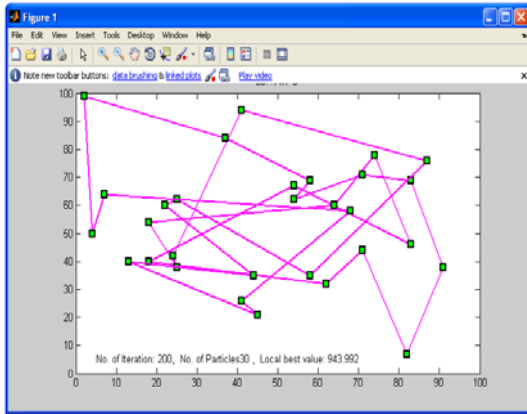 Figure 1
File Edit View Insert Tools Desktop Window Help
Note new toolbar buttons: data brushing & linked plots Play video
100
90
80
70
60
50
40
30
20
10
0
No. of Iteration: 200, No. of Particles30 , Local best value: 943.992
0 10 20 30 40 50 60 70 80 90 100